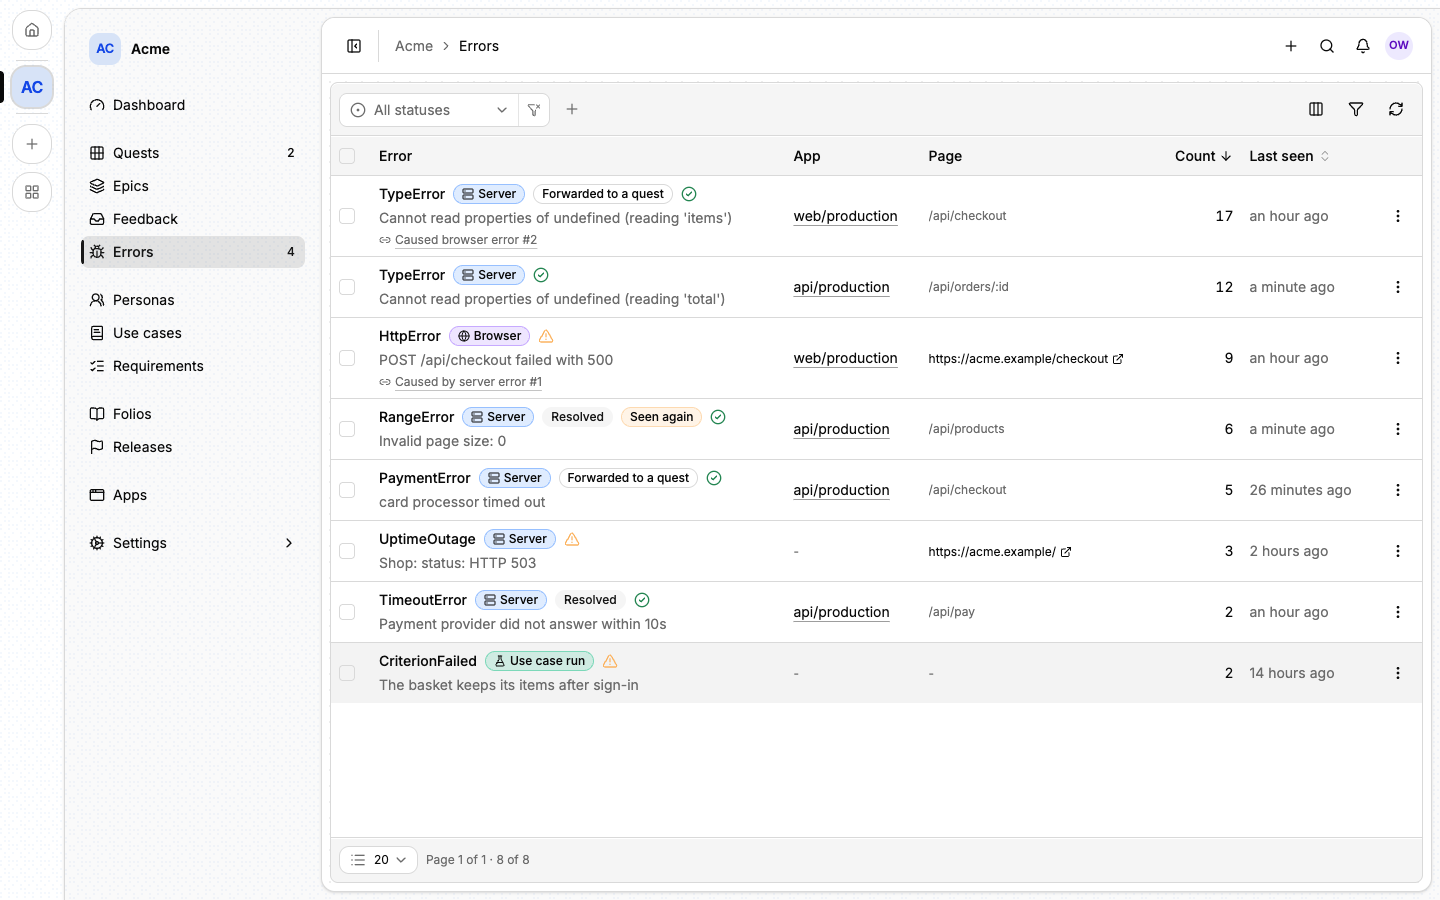 AC
AC Acme
Dashboard
Quests 2
Epics
Feedback
Errors 4
Personas
Use cases
Requirements
Folios
Releases
Apps
Settings
Acme Errors
OW
All statuses
Error App Page Count Last seen
TypeError Server Forwarded to a quest
Cannot read properties of undefined (reading 'items')
Caused browser error #2
web/production /api/checkout 17 an hour ago
TypeError Server
Cannot read properties of undefined (reading 'total')
api/production /api/orders/:id 12 a minute ago
HttpError Browser
POST /api/checkout failed with 500
Caused by server error #1
web/production https://acme.example/checkout 9 an hour ago
RangeError Server Resolved Seen again
Invalid page size: 0
api/production /api/products 6 a minute ago
PaymentError Server Forwarded to a quest
card processor timed out
api/production /api/checkout 5 26 minutes ago
UptimeOutage Server
Shop: status: HTTP 503
- https://acme.example/ 3 2 hours ago
TimeoutError Server Resolved
Payment provider did not answer within 10s
api/production /api/pay 2 an hour ago
CriterionFailed Use case run
The basket keeps its items after sign-in
- - 2 14 hours ago
20 Page 1 of 1 · 8 of 8